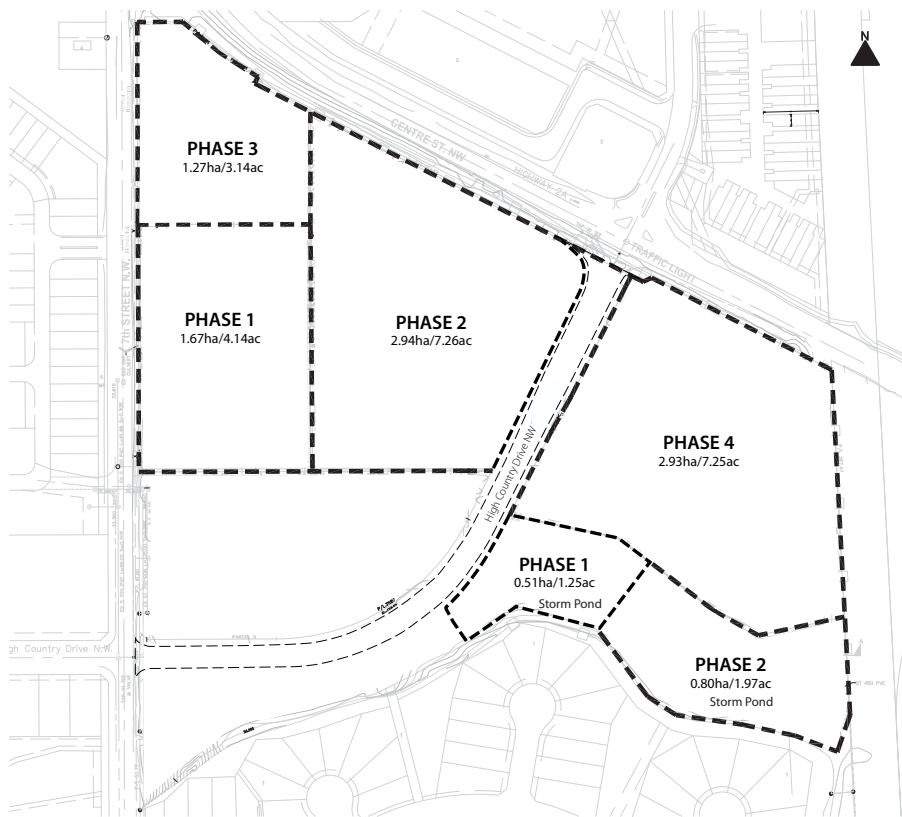 N
CENTRE ST. NW
HIGHWAY 2A
PHASE 3
1.27ha/3.14ac
TRAFFIC LIGHT
7th STREET N.W.
PHASE 1
1.67ha/4.14ac
PHASE 2
2.94ha/7.26ac
PHASE 4
2.93ha/7.25ac
High Country Drive NW
PHASE 1
0.51ha/1.25ac
Storm Pond
gh Country Drive N.W.
PHASE 2
0.80ha/1.97ac
Storm Pond